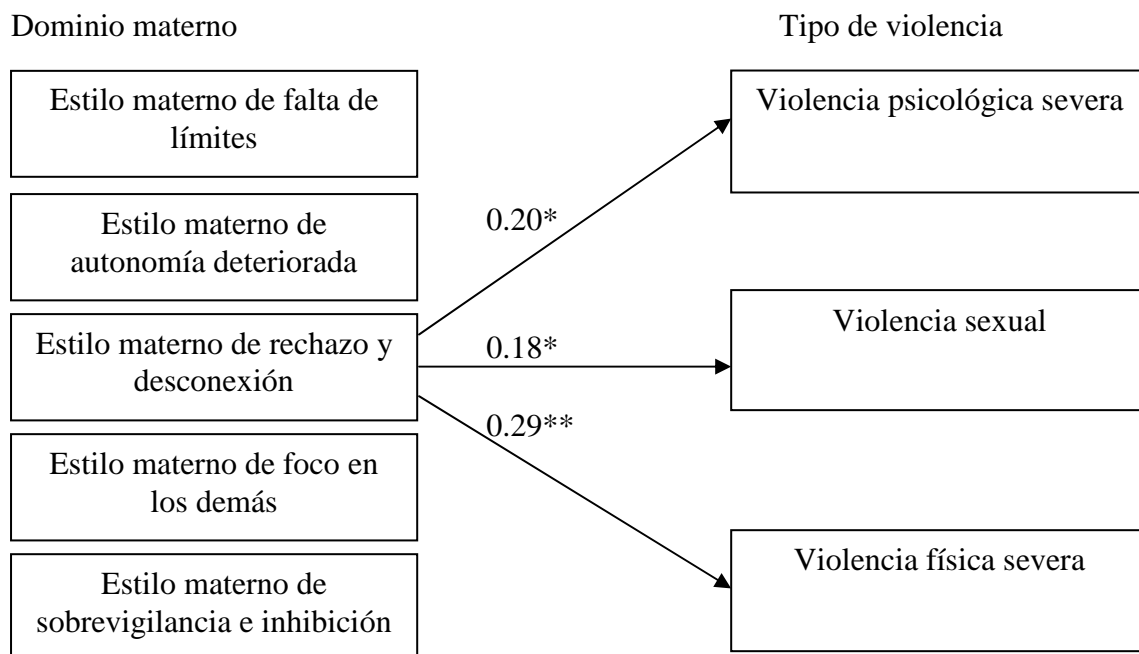 Dominio materno
Tipo de violencia
Estilo materno de falta de
límites
Estilo materno de
autonomía deteriorada
Estilo materno de rechazo y
desconexión
Estilo materno de foco en
los demás
Estilo materno de
sobrevigilancia e inhibición
0.20*
0.18*
0.29**
Violencia psicológica severa
Violencia sexual
Violencia física severa